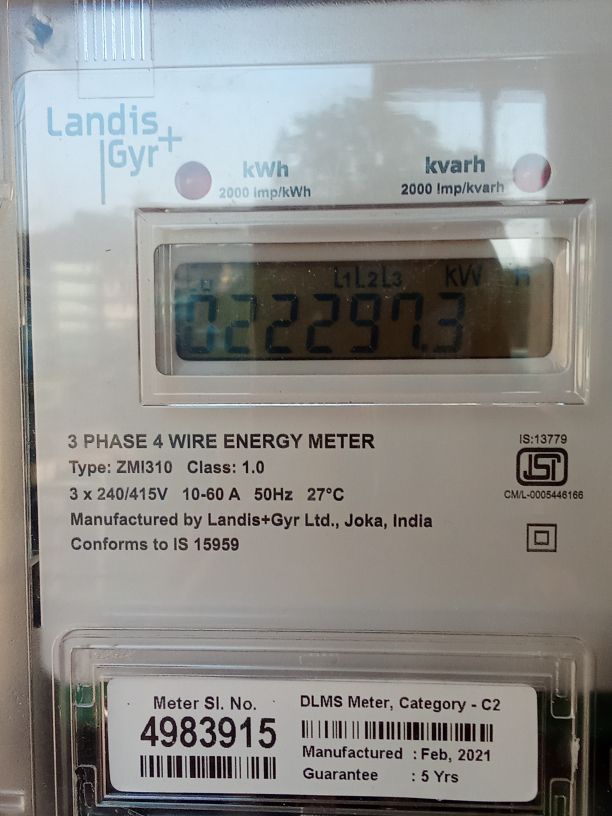 Landis
Gyr+
kWh
2000 Imp/kWh
kvarh
2000 Imp/kvarh
L1L2L3 kW H
022297.3
3 PHASE 4 WIRE ENERGY METER
Type: ZMI310 Class: 1.0
3 x 240/415V 10-60 A 50Hz 27°C
Manufactured by Landis+Gyr Ltd., Joka, India
Conforms to IS 15959
IS:13779
ISI
CM/L-0005446166
Meter Sl. No.
4983915
DLMS Meter, Category - C2
Manufactured : Feb, 2021
Guarantee : 5 Yrs